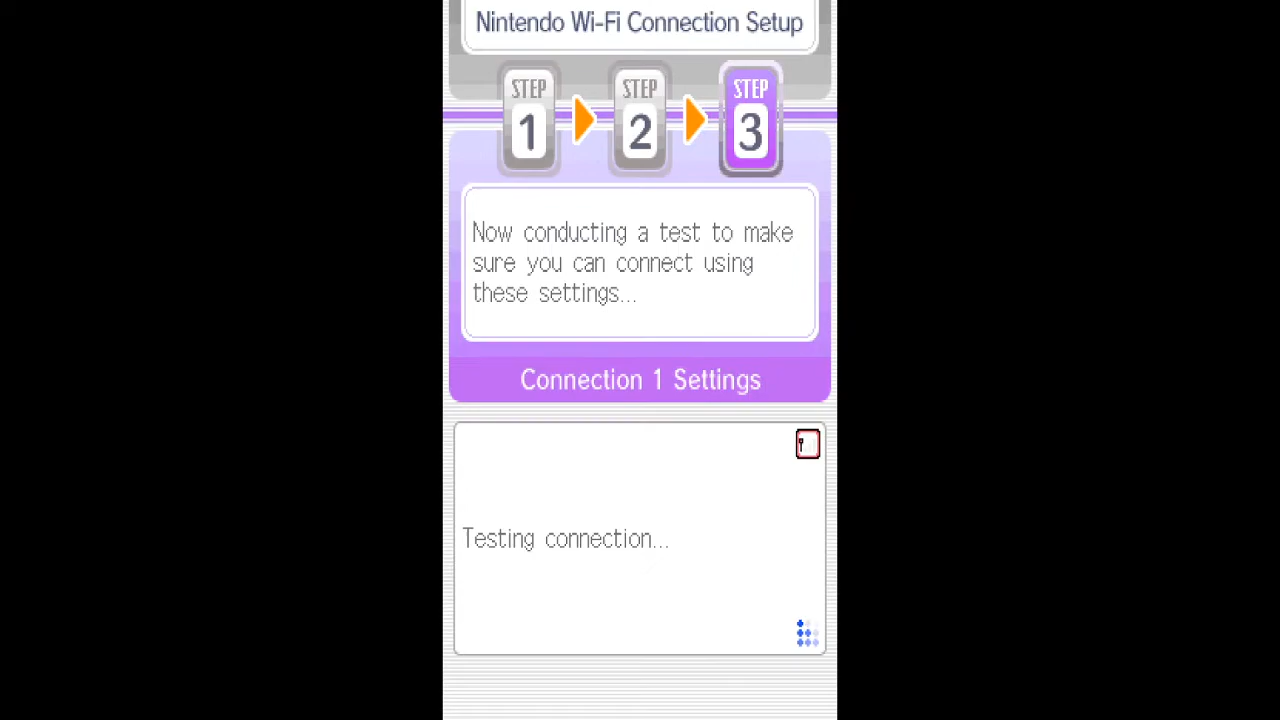 Nintendo Wi-Fi Connection Setup
STEP STEP STEP
1 2 3
Now conducting a test to make
sure you can connect using
these settings...
Connection 1 Settings
Testing connection...